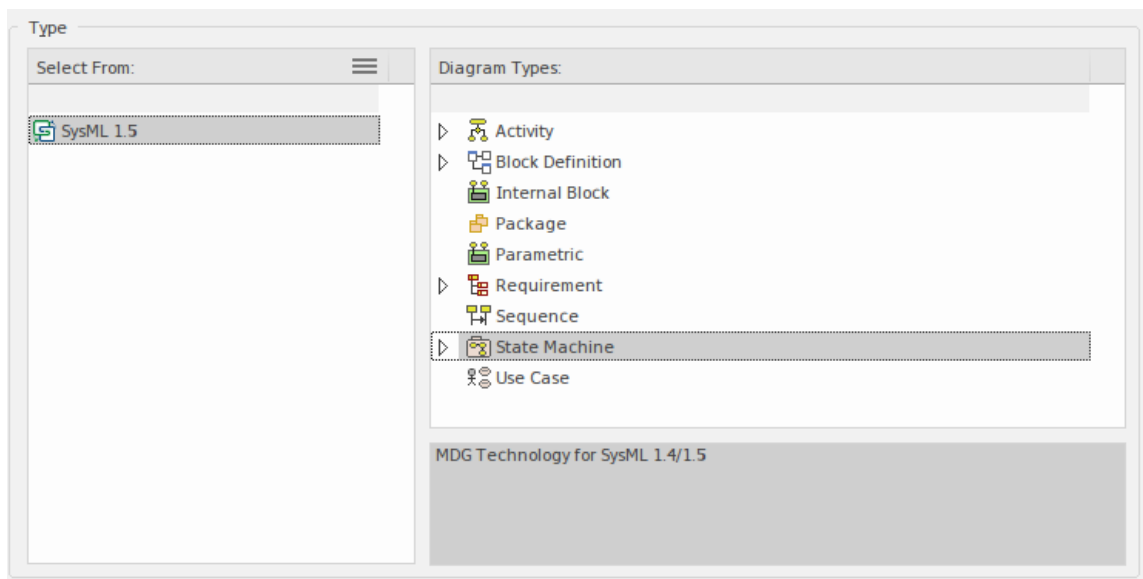 Type
Select From:
SysML 1.5
Diagram Types:
Activity
Block Definition
Internal Block
Package
Parametric
Requirement
Sequence
State Machine
Use Case
MDG Technology for SysML 1.4/1.5